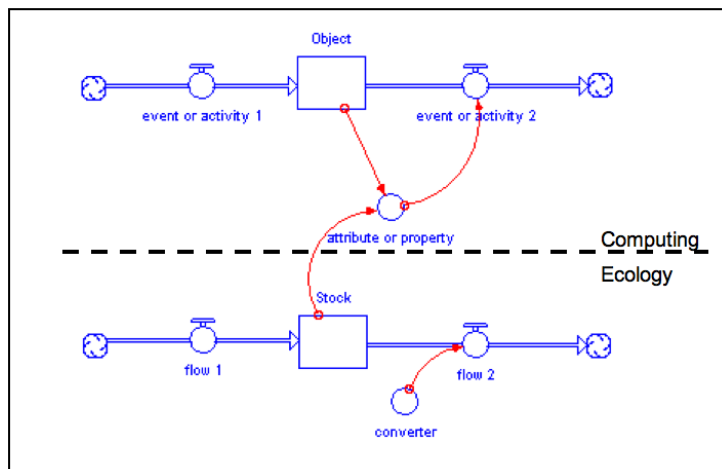 Object
event or activity 1
event or activity 2
attribute or property
Computing
Ecology
Stock
flow 1
flow 2
converter